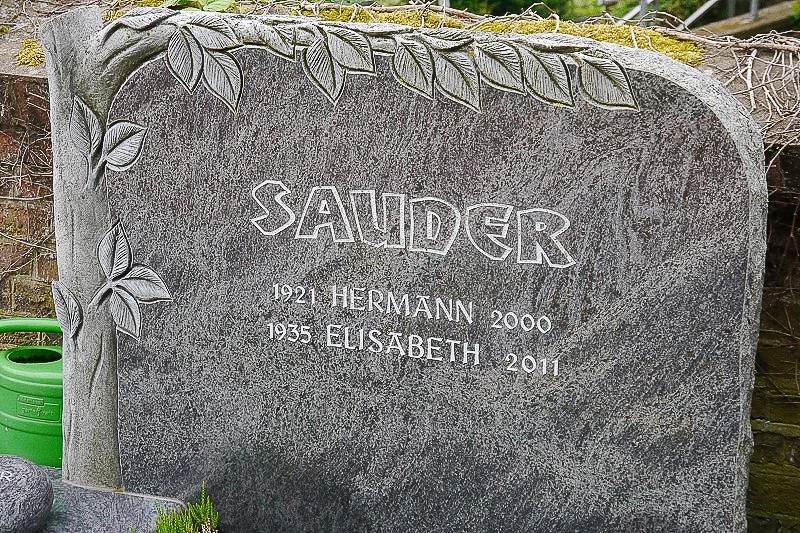 SAUDER
1921 HERMANN 2000
1935 ELISABETH 2011